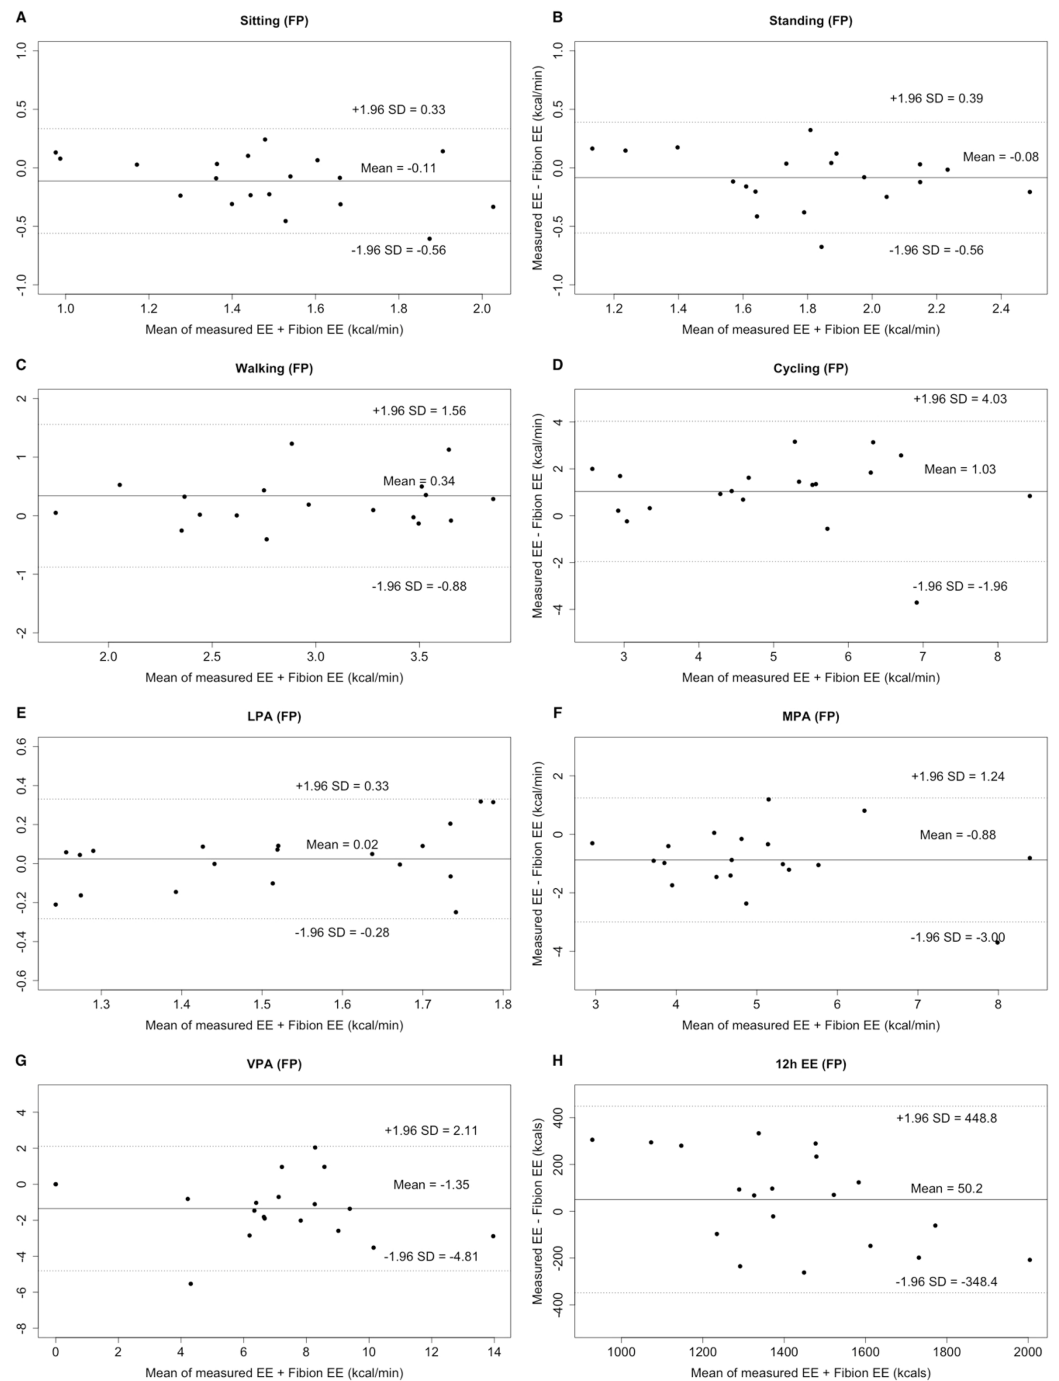 A
Sitting (FP)
1.0
0.5
0.0
-0.5
-1.0
+1.96 SD = 0.33
Mean = -0.11
-1.96 SD = -0.56
1.0 1.2 1.4 1.6 1.8 2.0
Mean of measured EE + Fibion EE (kcal/min)
B
Standing (FP)
Measured EE - Fibion EE (kcal/min)
1.0
0.5
0.0
-0.5
-1.0
+1.96 SD = 0.39
Mean = -0.08
-1.96 SD = -0.56
1.2 1.4 1.6 1.8 2.0 2.2 2.4
Mean of measured EE + Fibion EE (kcal/min)
C
Walking (FP)
2
1
0
-1
-2
+1.96 SD = 1.56
Mean = 0.34
-1.96 SD = -0.88
2.0 2.5 3.0 3.5
Mean of measured EE + Fibion EE (kcal/min)
D
Cycling (FP)
Measured EE - Fibion EE (kcal/min)
4
2
0
-2
-4
+1.96 SD = 4.03
Mean = 1.03
-1.96 SD = -1.96
3 4 5 6 7 8
Mean of measured EE + Fibion EE (kcal/min)
E
LPA (FP)
0.6
0.4
0.2
0.0
-0.2
-0.4
-0.6
+1.96 SD = 0.33
Mean = 0.02
-1.96 SD = -0.28
1.3 1.4 1.5 1.6 1.7 1.8
Mean of measured EE + Fibion EE (kcal/min)
F
MPA (FP)
Measured EE - Fibion EE (kcal/min)
2
0
-2
-4
+1.96 SD = 1.24
Mean = -0.88
-1.96 SD = -3.00
3 4 5 6 7 8
Mean of measured EE + Fibion EE (kcal/min)
G
VPA (FP)
4
2
0
-2
-4
-6
-8
+1.96 SD = 2.11
Mean = -1.35
-1.96 SD = -4.81
0 2 4 6 8 10 12 14
Mean of measured EE + Fibion EE (kcal/min)
H
12h EE (FP)
Measured EE - Fibion EE (kcals)
400
200
0
-200
-400
+1.96 SD = 448.8
Mean = 50.2
-1.96 SD = -348.4
1000 1200 1400 1600 1800 2000
Mean of measured EE + Fibion EE (kcals)